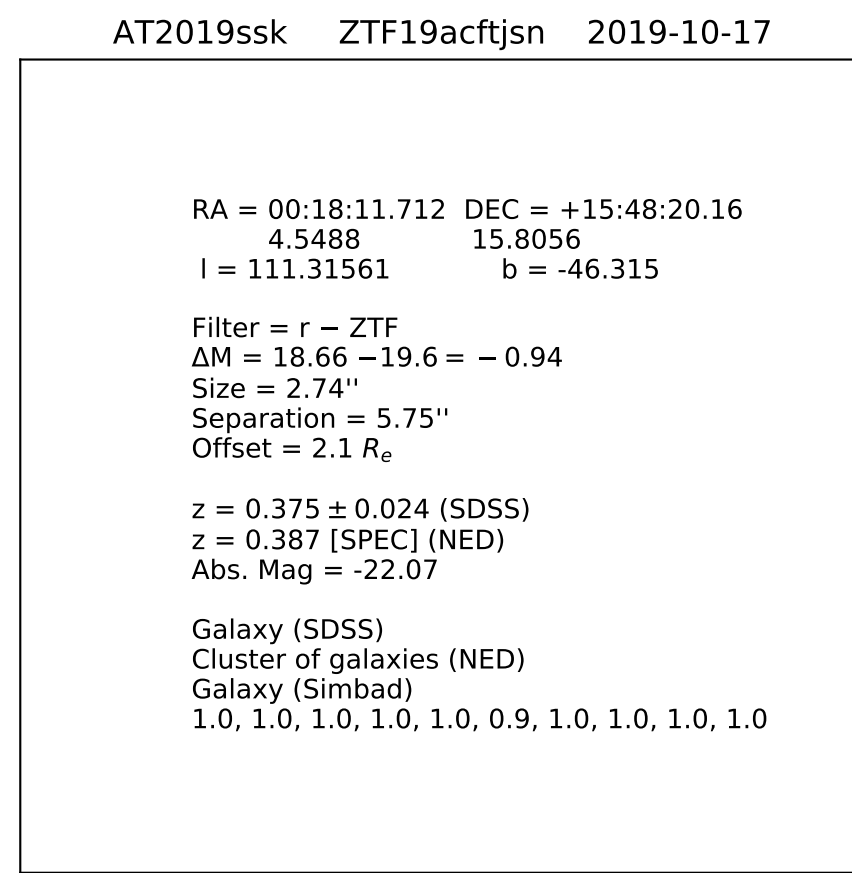 AT2019ssk ZTF19acftjsn 2019-10-17
RA = 00:18:11.712 DEC = +15:48:20.16
4.5488 15.8056
l = 111.31561 b = -46.315
Filter = r − ZTF
ΔM = 18.66 −19.6 = − 0.94
Size = 2.74''
Separation = 5.75''
Offset = 2.1 Re
z = 0.375 ± 0.024 (SDSS)
z = 0.387 [SPEC] (NED)
Abs. Mag = -22.07
Galaxy (SDSS)
Cluster of galaxies (NED)
Galaxy (Simbad)
1.0, 1.0, 1.0, 1.0, 1.0, 0.9, 1.0, 1.0, 1.0, 1.0